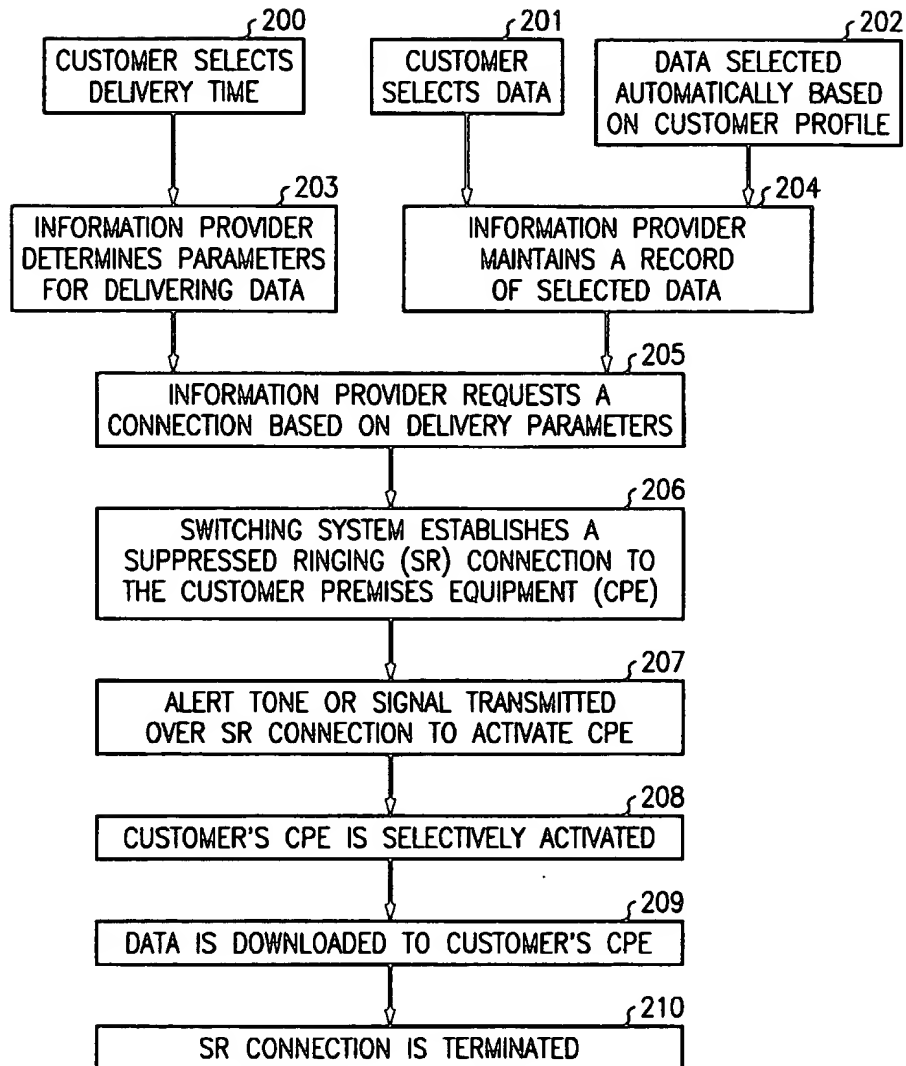 200
CUSTOMER SELECTS
DELIVERY TIME
201
CUSTOMER
SELECTS DATA
202
DATA SELECTED
AUTOMATICALLY BASED
ON CUSTOMER PROFILE
203
INFORMATION PROVIDER
DETERMINES PARAMETERS
FOR DELIVERING DATA
204
INFORMATION PROVIDER
MAINTAINS A RECORD
OF SELECTED DATA
205
INFORMATION PROVIDER REQUESTS A
CONNECTION BASED ON DELIVERY PARAMETERS
206
SWITCHING SYSTEM ESTABLISHES A
SUPPRESSED RINGING (SR) CONNECTION TO
THE CUSTOMER PREMISES EQUIPMENT (CPE)
207
ALERT TONE OR SIGNAL TRANSMITTED
OVER SR CONNECTION TO ACTIVATE CPE
208
CUSTOMER'S CPE IS SELECTIVELY ACTIVATED
209
DATA IS DOWNLOADED TO CUSTOMER'S CPE
210
SR CONNECTION IS TERMINATED